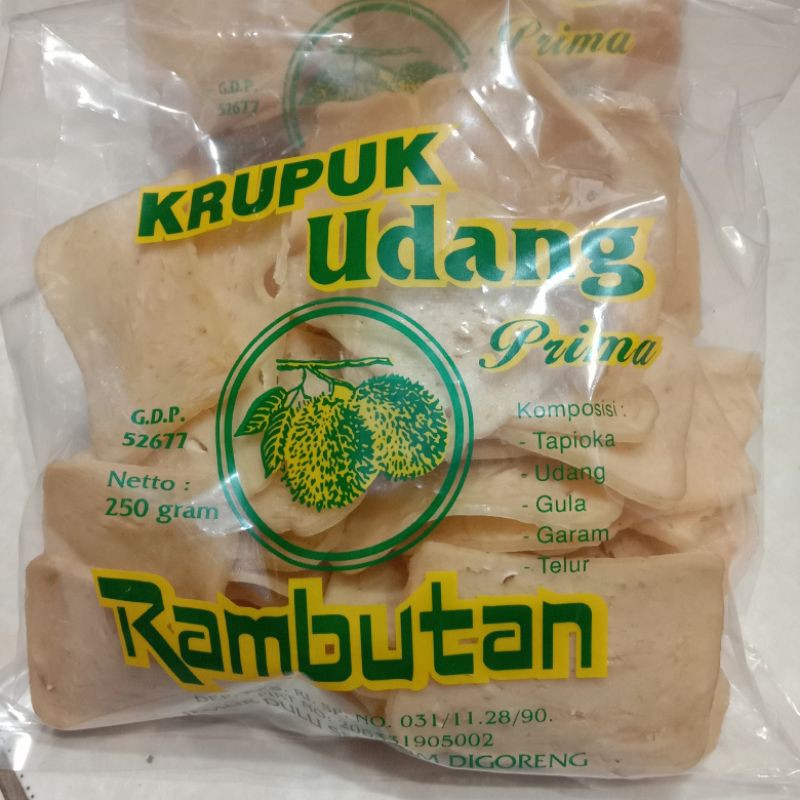 Prima
G.D.P.
52677
KRUPUK
Udang
Prima
G.D.P.
52677
Netto :
250 gram
Komposisi :
- Tapioka
- Udang
- Gula
- Garam
- Telur
Rambutan
NO. 031/11.28/90.
DULU
DIGORENG